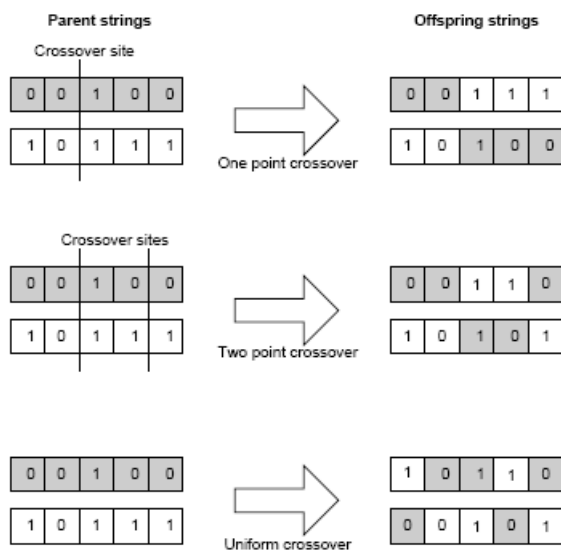 Parent strings Offspring strings
Crossover site
0 0 1 0 0 0 0 1 1 1
1 0 1 1 1 1 0 1 0 0
One point crossover
Crossover sites
0 0 1 0 0 0 0 1 1 0
1 0 1 1 1 1 0 1 0 1
Two point crossover
0 0 1 0 0 1 0 1 1 0
1 0 1 1 1 0 0 1 0 1
Uniform crossover